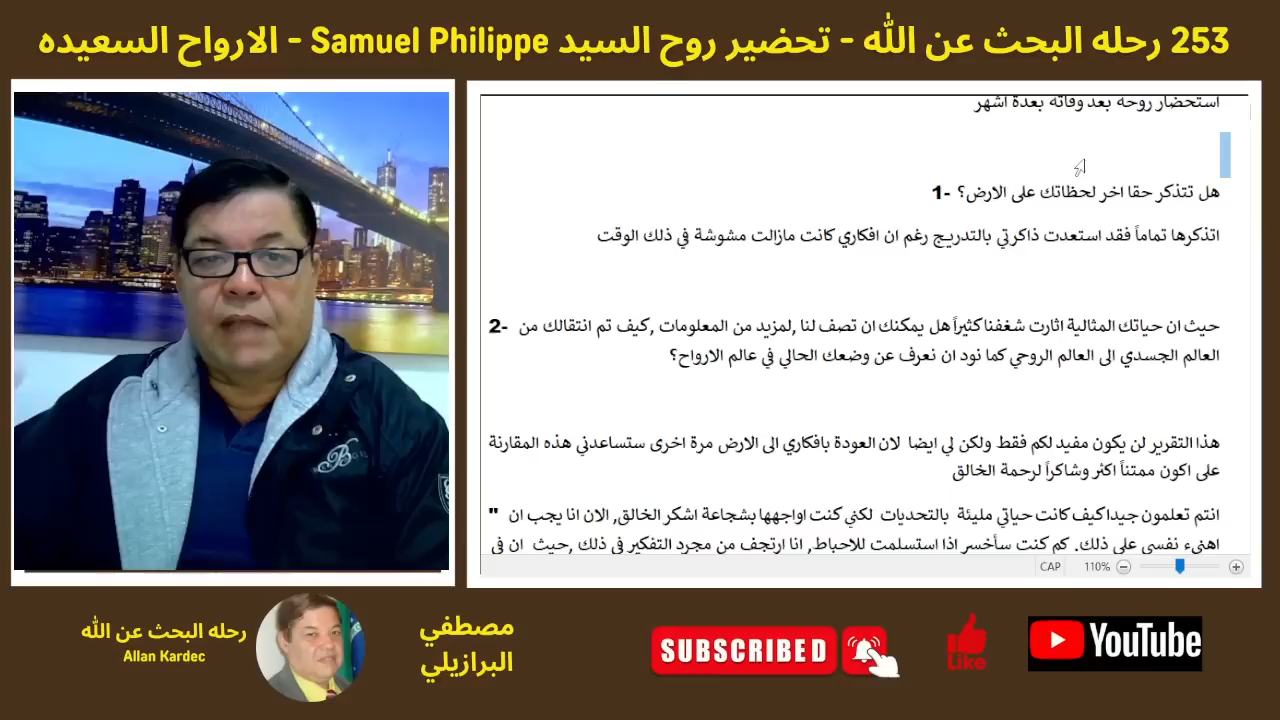 253 رحله البحث عن الله - تحضير روح السيد Samuel Philippe - الارواح السعيده
استحضار روحه بعد وفاته بعدة اشهر
هل تتذكر حقا اخر لحظاتك على الارض؟ -1
اتذكرها تماماً فقد استعدت ذاكرتي بالتدريج رغم ان افكاري كانت مازالت مشوشة في ذلك الوقت
حيث ان حياتك المثالية اثارت شغفنا كثيراً هل يمكنك ان تصف لنا ,لمزيد من المعلومات ,كيف تم انتقالك من -2
العالم الجسدي الى العالم الروحي كما نود ان نعرف عن وضعك الحالي في عالم الارواح؟
هذا التقرير لن يكون مفيد لكم فقط ولكن لي ايضا لان العودة بافكاري الى الارض مرة اخرى ستساعدني هذه المقارنة
على اكون ممتناً اكثر وشاكراً لرحمة الخالق
انتم تعلمون جيدا كيف كانت حياتي مليئة بالتحديات لكني كنت اواجهها بشجاعة اشكر الخالق, الان انا يجب ان "
اهنيء نفسي على ذلك. كم كنت سأخسر اذا استسلمت للاحباط, انا ارتجف من مجرد التفكير في ذلك ,حيث ان في
CAP 110%
B
رحله البحث عن الله
Allan Kardec
مصطفي
البرازيلي
SUBSCRIBED
Like
YouTube